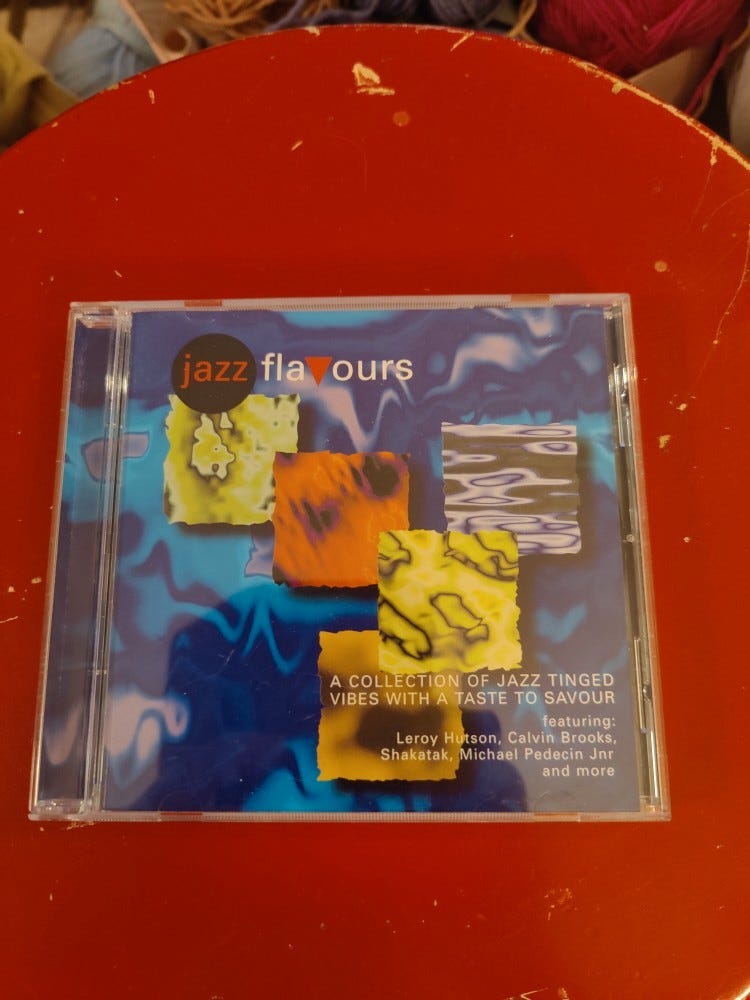 jazz flavours
A COLLECTION OF JAZZ TINGED
VIBES WITH A TASTE TO SAVOUR
featuring:
Leroy Hutson, Calvin Brooks,
Shakatak, Michael Pedecin Jnr
and more